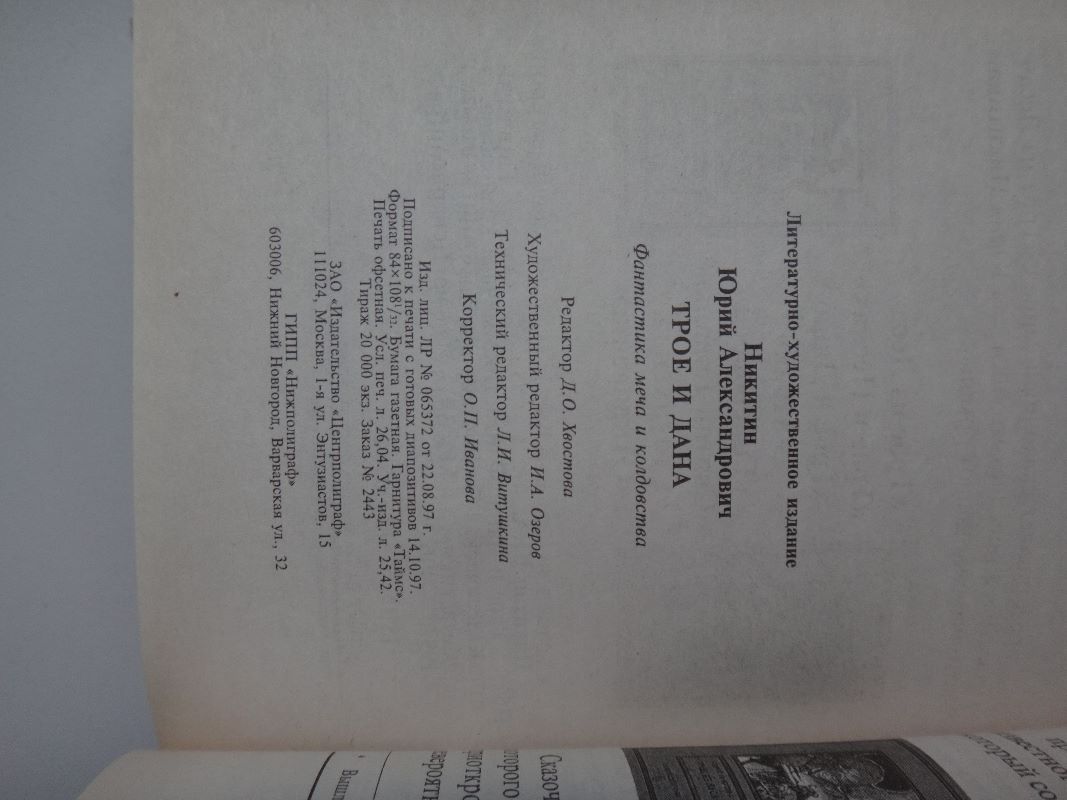 Литературно-художественное издание
Никитин
Юрий Александрович
ТРОЕ И ДАНА
Фантастика меча и колдовства
Редактор Д.О. Хвостова
Художественный редактор И.А. Озеров
Технический редактор Л.И. Витушкина
Корректор О.П. Иванова
Изд. лиц. ЛР № 065372 от 22.08.97 г.
Подписано к печати с готовых диапозитивов 14.10.97.
Формат 84×108¹/₃₂. Бумага газетная. Гарнитура «Таймс».
Печать офсетная. Усл. печ. л. 26,04. Уч.-изд. л. 25,42.
Тираж 20 000 экз. Заказ № 2443
ЗАО «Издательство «Центрполиграф»
111024, Москва, 1-я ул. Энтузиастов, 15
ГИПП «Нижполиграф»
603006, Нижний Новгород, Варварская ул., 32